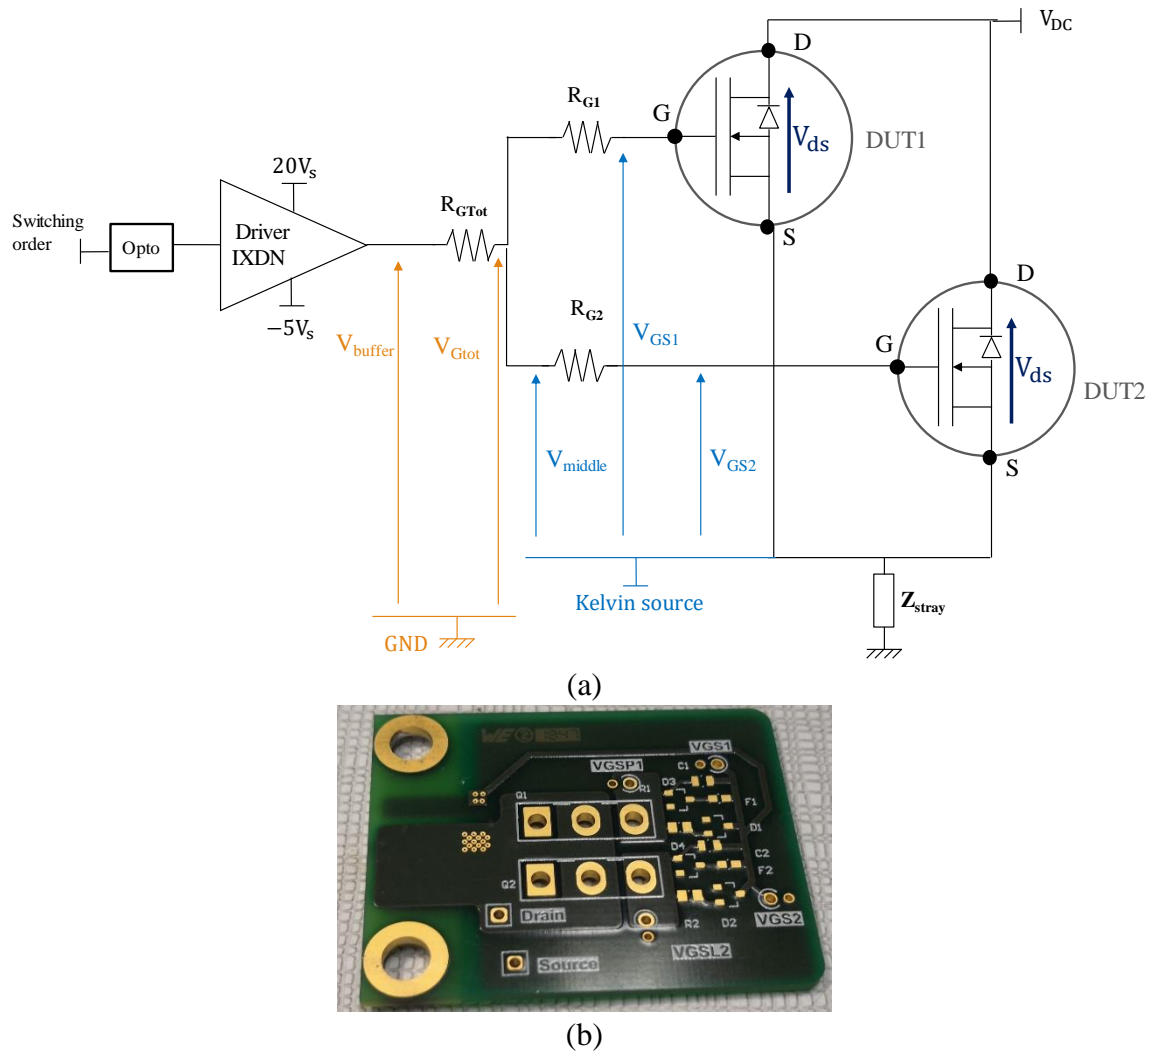 V_DC
D
R_G1
G
V_ds
DUT1
20V_s
R_GTot
Switching
order
Opto
Driver
IXDN
S
−5V_s
D
R_G2
V_buffer
V_Gtot
V_GS1
G
V_ds
DUT2
V_middle
V_GS2
S
Kelvin source
Z_stray
GND
(a)
VGS1
C1
VGSP1
D3
R1
Q1
F1
D1
D4
C2
F2
Q2
Drain
R2
D2
VGS2
VGSL2
Source
(b)